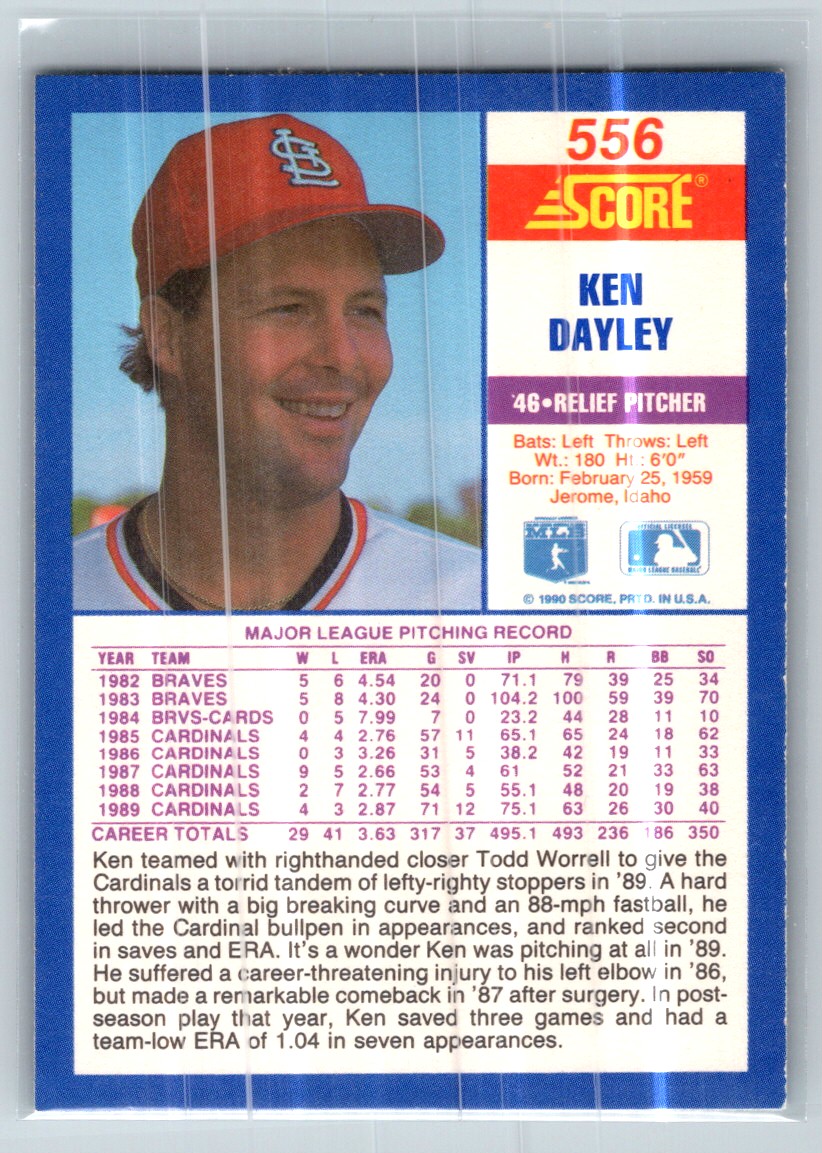 StL
556
SCORE®
KEN
DAYLEY
46•RELIEF PITCHER
Bats: Left Throws: Left
Wt.: 180 Ht: 6'0"
Born: February 25, 1959
Jerome, Idaho
MLB
OFFICIAL LICENSEE
MAJOR LEAGUE BASEBALL
© 1990 SCORE, PRTD. IN U.S.A.
MAJOR LEAGUE PITCHING RECORD
YEAR TEAM W L ERA G SV IP H R BB SO
1982 BRAVES 5 6 4.54 20 0 71.1 79 39 25 34
1983 BRAVES 5 8 4.30 24 0 104.2 100 59 39 70
1984 BRVS-CARDS 0 5 7.99 7 0 23.2 44 28 11 10
1985 CARDINALS 4 4 2.76 57 11 65.1 65 24 18 62
1986 CARDINALS 0 3 3.26 31 5 38.2 42 19 11 33
1987 CARDINALS 9 5 2.66 53 4 61 52 21 33 63
1988 CARDINALS 2 7 2.77 54 5 55.1 48 20 19 38
1989 CARDINALS 4 3 2.87 71 12 75.1 63 26 30 40
CAREER TOTALS 29 41 3.63 317 37 495.1 493 236 186 350
Ken teamed with righthanded closer Todd Worrell to give the
Cardinals a torrid tandem of lefty-righty stoppers in '89. A hard
thrower with a big breaking curve and an 88-mph fastball, he
led the Cardinal bullpen in appearances, and ranked second
in saves and ERA. It's a wonder Ken was pitching at all in '89.
He suffered a career-threatening injury to his left elbow in '86,
but made a remarkable comeback in '87 after surgery. In post-
season play that year, Ken saved three games and had a
team-low ERA of 1.04 in seven appearances.